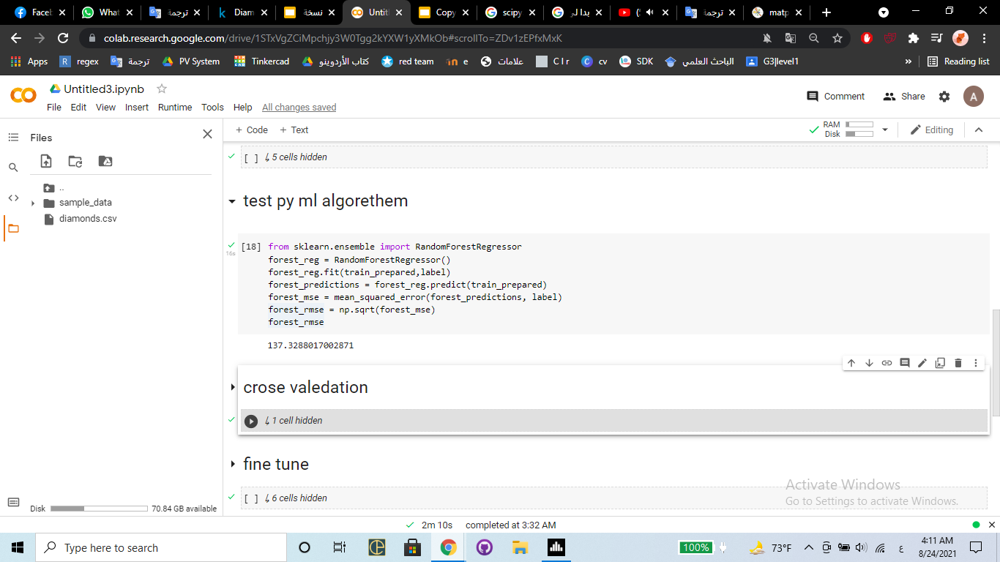 Faceb
What
ترجمة
Diam
نسخة
Untitl
Copy
scipy
بدا لر
ترجمة
matp
colab.research.google.com/drive/1STxVgZCiMpchjy3W0Tgg2kYXW1yXMkOb#scrollTo=ZDv1zEPfxMxK
Apps
regex
ترجمة
PV System
Tinkercad
كتاب الأردوينو
red team
e
علامات
C l r
cv
SDK
الباحث العلمي
G3|level1
»
Reading list
Untitled3.ipynb
File Edit View Insert Runtime Tools Help All changes saved
Comment
Share
A
Files
+ Code + Text
RAM
Disk
Editing
..
sample_data
diamonds.csv
[ ] 5 cells hidden
test py ml algorethem
[18] from sklearn.ensemble import RandomForestRegressor
16s
forest_reg = RandomForestRegressor()
forest_reg.fit(train_prepared,label)
forest_predictions = forest_reg.predict(train_prepared)
forest_mse = mean_squared_error(forest_predictions, label)
forest_rmse = np.sqrt(forest_mse)
forest_rmse
137.3288017002871
crose valedation
1 cell hidden
fine tune
[ ] 6 cells hidden
Activate Windows
Go to Settings to activate Windows.
Disk 70.84 GB available
2m 10s completed at 3:32 AM
Type here to search
100%
73°F
ع
4:11 AM
8/24/2021